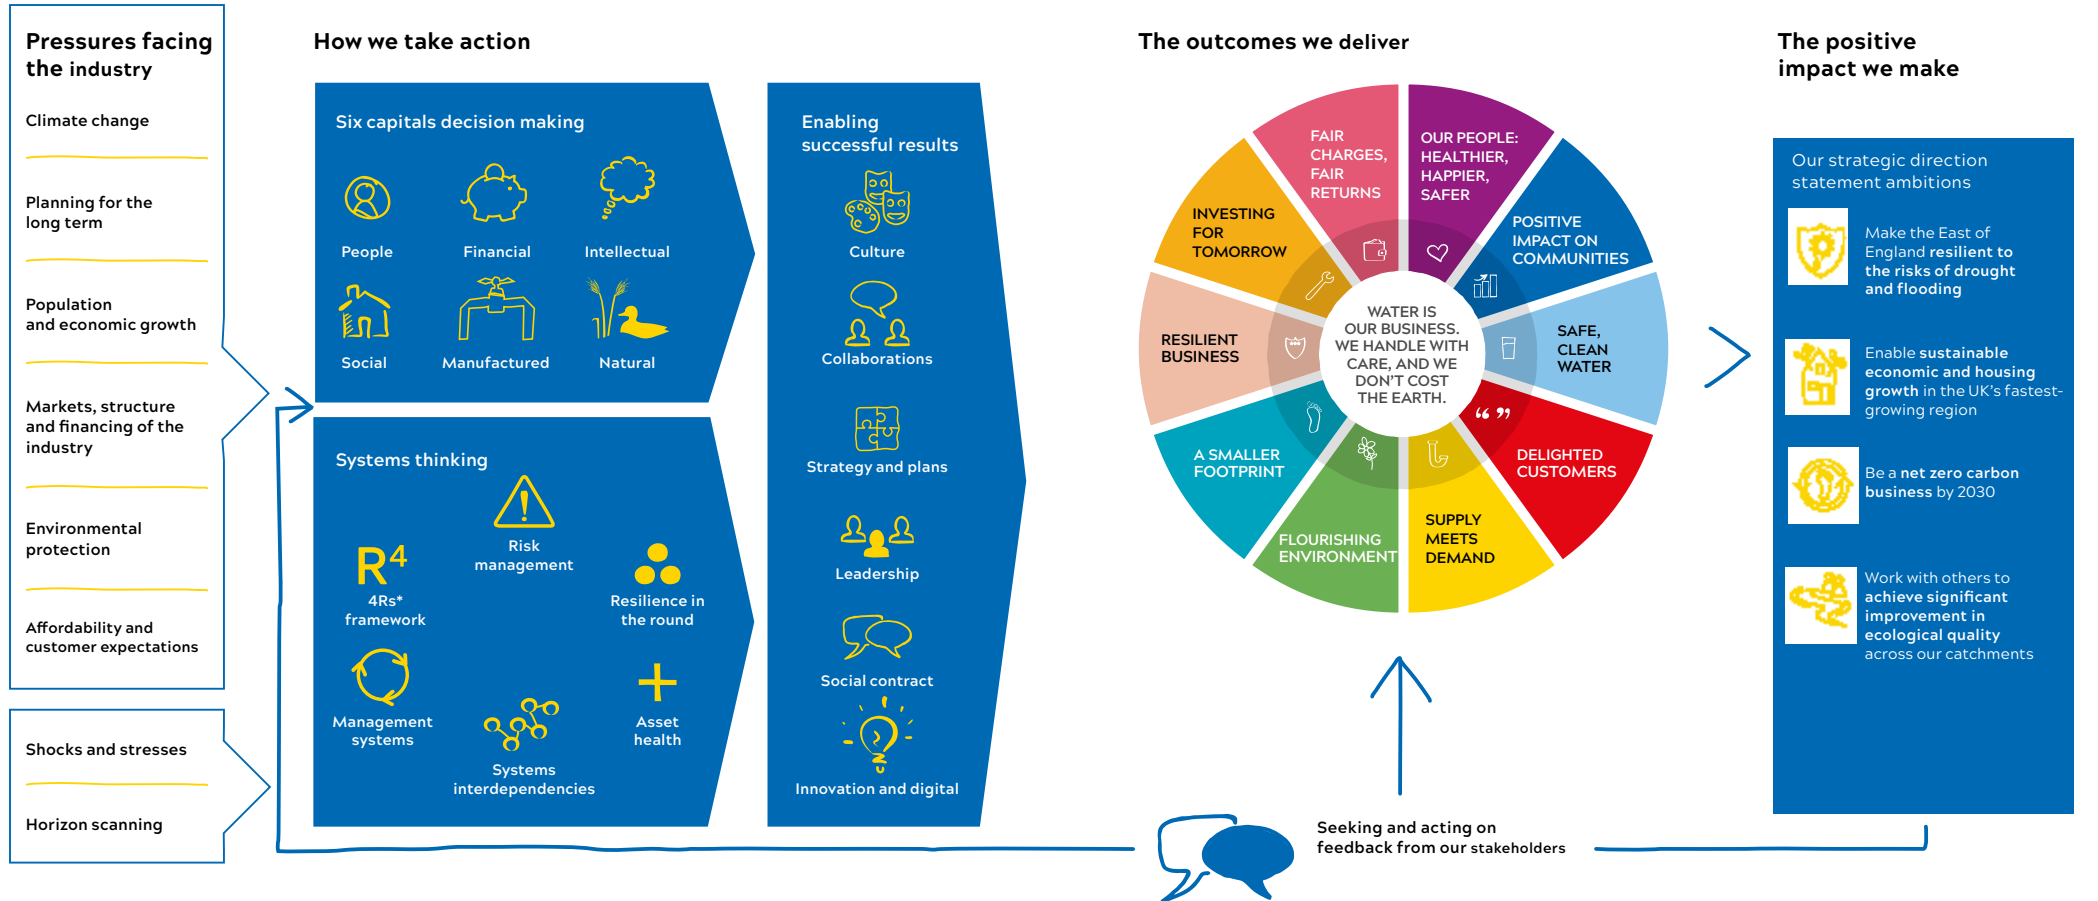 Pressures facing
the industry
Climate change
Planning for the
long term
Population
and economic growth
Markets, structure
and financing of the
industry
Environmental
protection
Affordability and
customer expectations
Shocks and stresses
Horizon scanning
How we take action
Six capitals decision making
People
Financial
Intellectual
Social
Manufactured
Natural
Systems thinking
Risk
management
R4
4Rs*
framework
Resilience in
the round
Management
systems
Systems
interdependencies
Asset
health
Enabling
successful results
Culture
Collaborations
Strategy and plans
Leadership
Social contract
Innovation and digital
The outcomes we deliver
FAIR
CHARGES,
FAIR
RETURNS
OUR PEOPLE:
HEALTHIER,
HAPPIER,
SAFER
POSITIVE
IMPACT ON
COMMUNITIES
SAFE,
CLEAN
WATER
DELIGHTED
CUSTOMERS
SUPPLY
MEETS
DEMAND
FLOURISHING
ENVIRONMENT
A SMALLER
FOOTPRINT
RESILIENT
BUSINESS
INVESTING
FOR
TOMORROW
WATER IS
OUR BUSINESS.
WE HANDLE WITH
CARE, AND WE
DON'T COST
THE EARTH.
Seeking and acting on
feedback from our stakeholders
The positive
impact we make
Our strategic direction
statement ambitions
Make the East of
England resilient to
the risks of drought
and flooding
Enable sustainable
economic and housing
growth in the UK's fastest-
growing region
Be a net zero carbon
business by 2030
Work with others to
achieve significant
improvement in
ecological quality
across our catchments